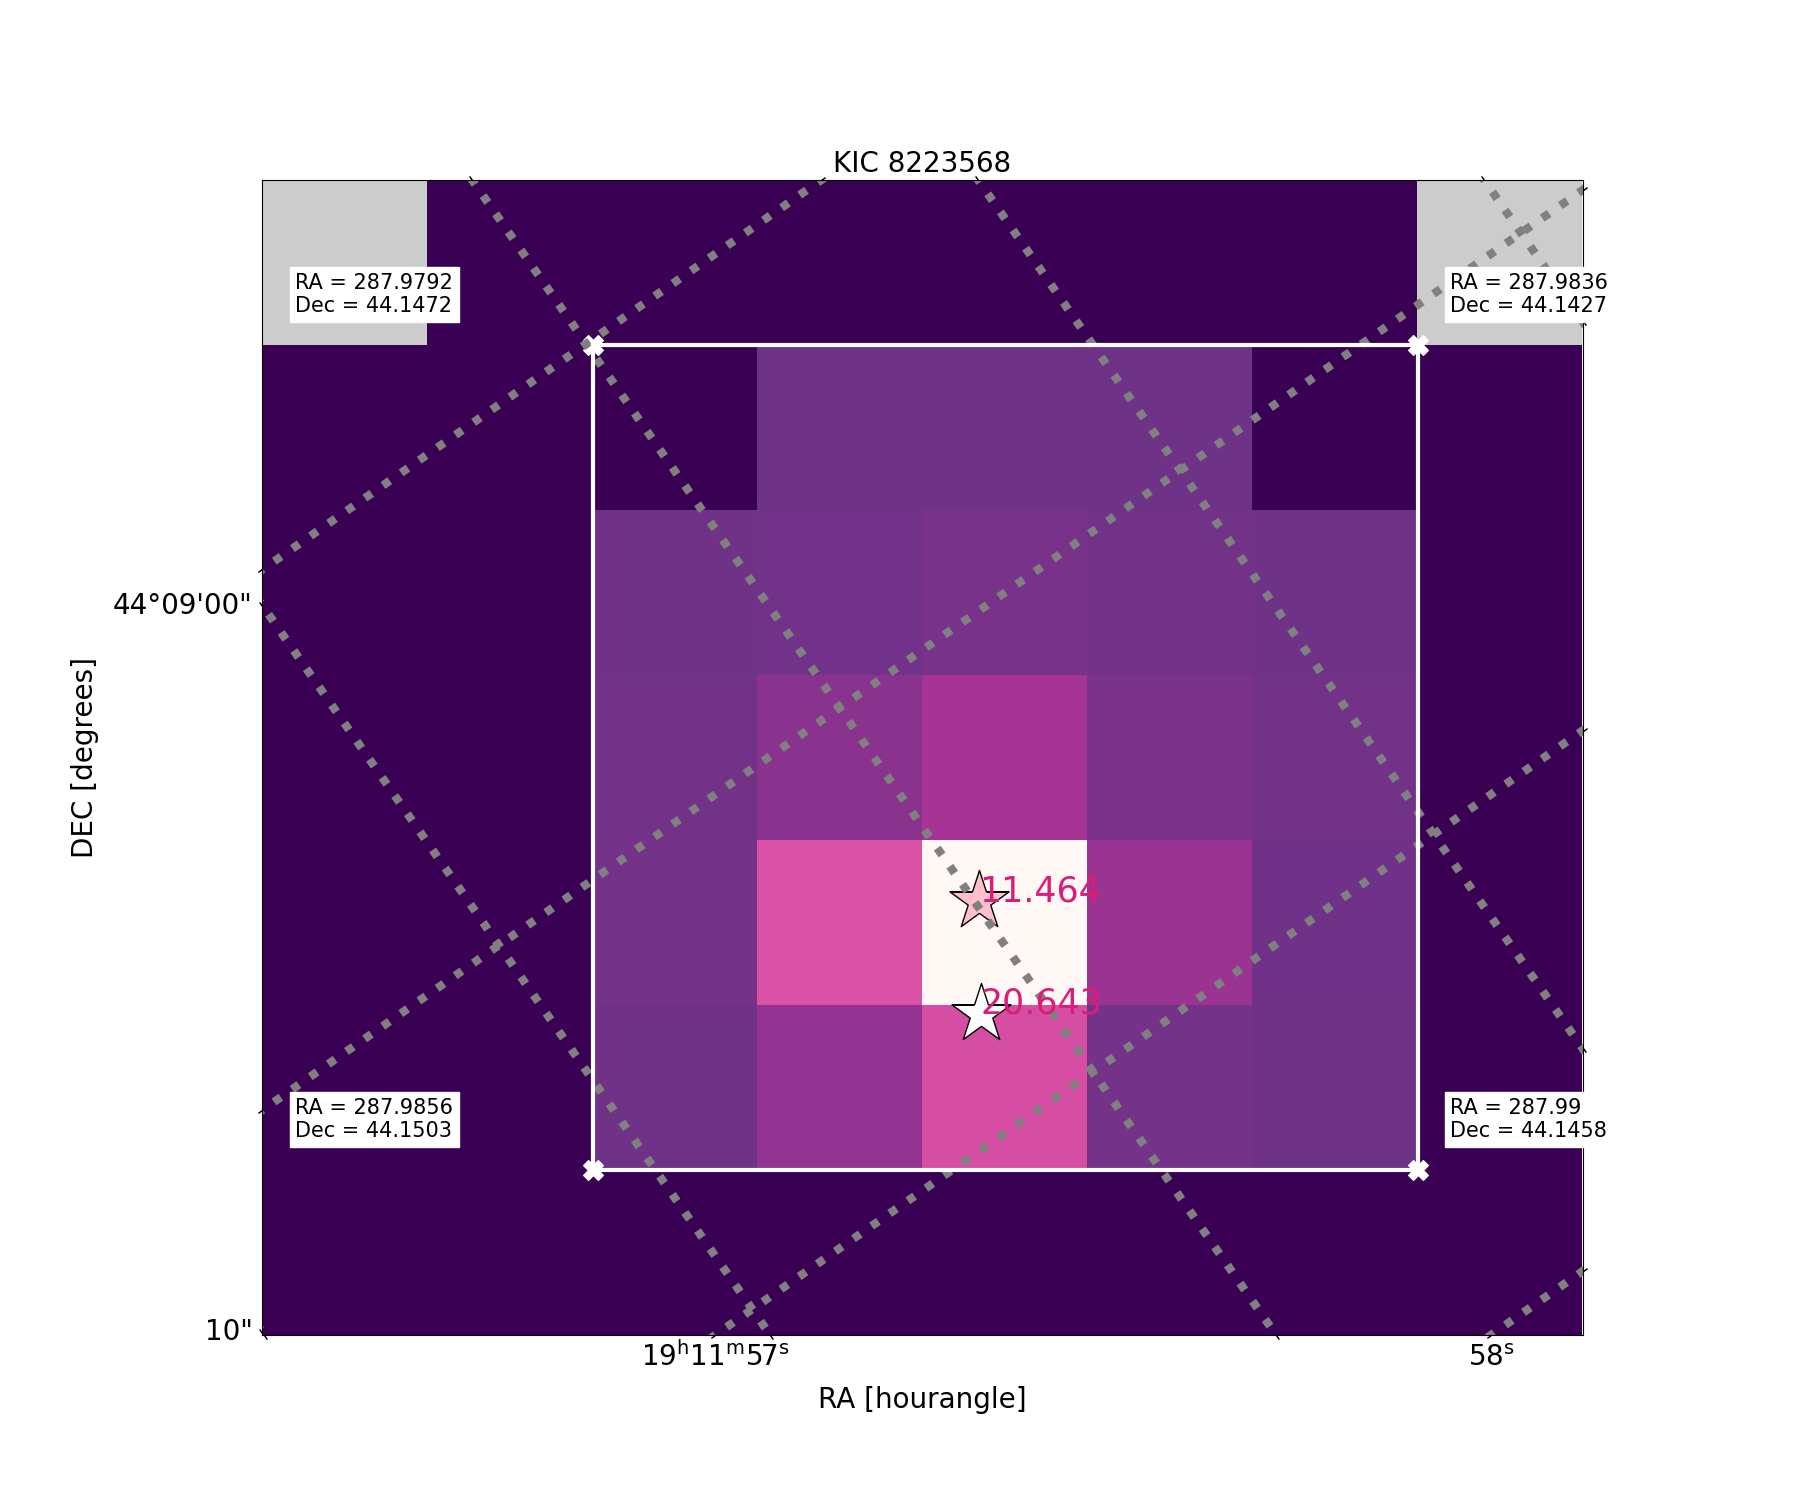 KIC 8223568
RA = 287.9792
Dec = 44.1472
RA = 287.9836
Dec = 44.1427
44°09'00"
DEC [degrees]
11.464
20.643
RA = 287.9856
Dec = 44.1503
RA = 287.99
Dec = 44.1458
10"
19ʰ11ᵐ57ˢ
58ˢ
RA [hourangle]